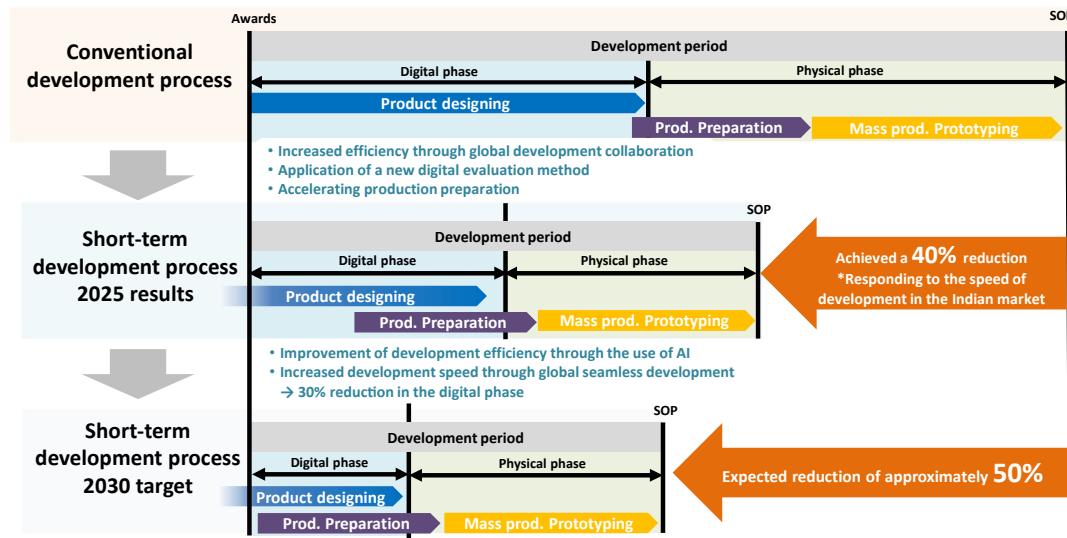 Awards
SOP
Conventional
development process
Development period
Digital phase
Physical phase
Product designing
Prod. Preparation
Mass prod. Prototyping
• Increased efficiency through global development collaboration
• Application of a new digital evaluation method
• Accelerating production preparation
SOP
Short-term
development process
2025 results
Development period
Digital phase
Physical phase
Product designing
Prod. Preparation
Mass prod. Prototyping
Achieved a 40% reduction
*Responding to the speed of
development in the Indian market
• Improvement of development efficiency through the use of AI
• Increased development speed through global seamless development
→ 30% reduction in the digital phase
SOP
Short-term
development process
2030 target
Development period
Digital phase
Physical phase
Product designing
Prod. Preparation
Mass prod. Prototyping
Expected reduction of approximately 50%